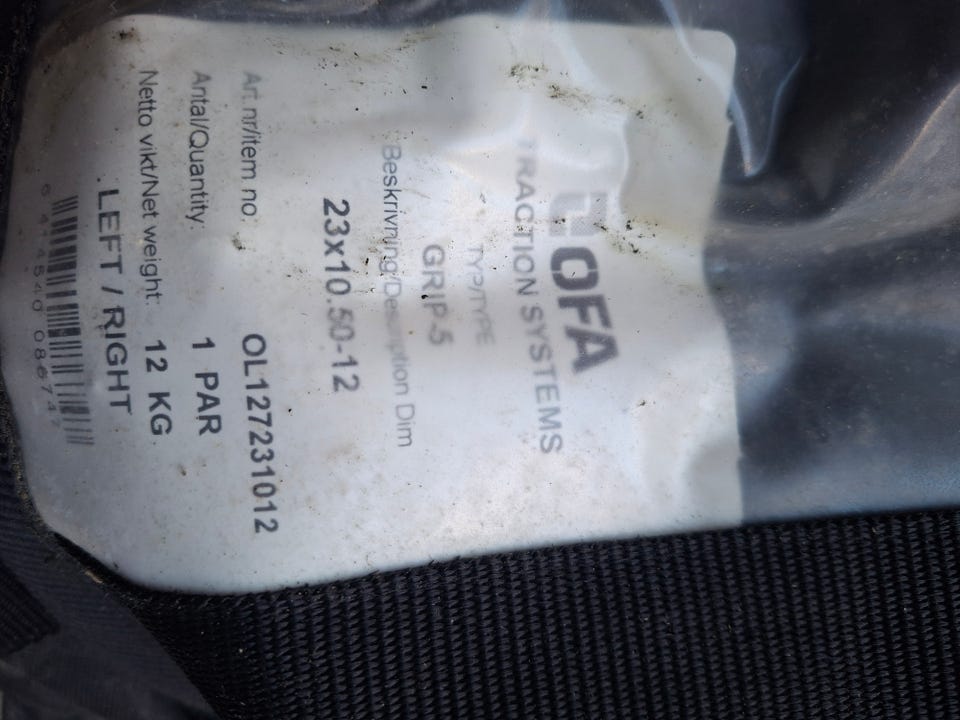 OFA
TRACTION SYSTEMS
TYP/TYPE
GRIP-5
Beskrivning/Description Dim
23x10.50-12
Art.nr/item no: OL127231012
Antal/Quantity: 1 PAR
Netto vikt/Net weight: 12 KG
LEFT / RIGHT